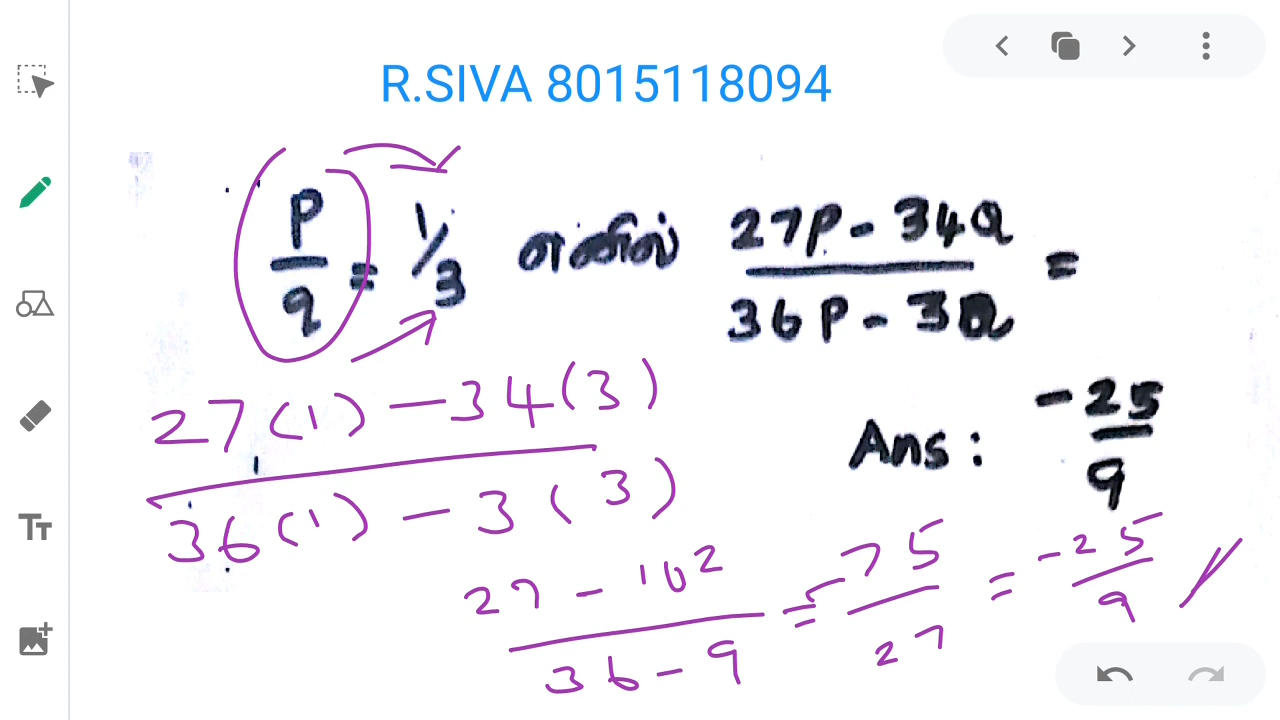 R.SIVA 8015118094
P/q = 1/3 எனில் 27P - 34Q / 36P - 3Q =
27(1) - 34(3) / 36(1) - 3(3)
Ans: -25/9
27 - 102 / 36 - 9 = -75/27 = -25/9 //
Tт